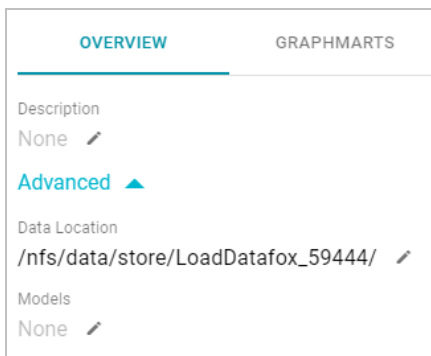 OVERVIEW GRAPHMARTS
Description
None
Advanced
Data Location
/nfs/data/store/LoadDatafox_59444/
Models
None